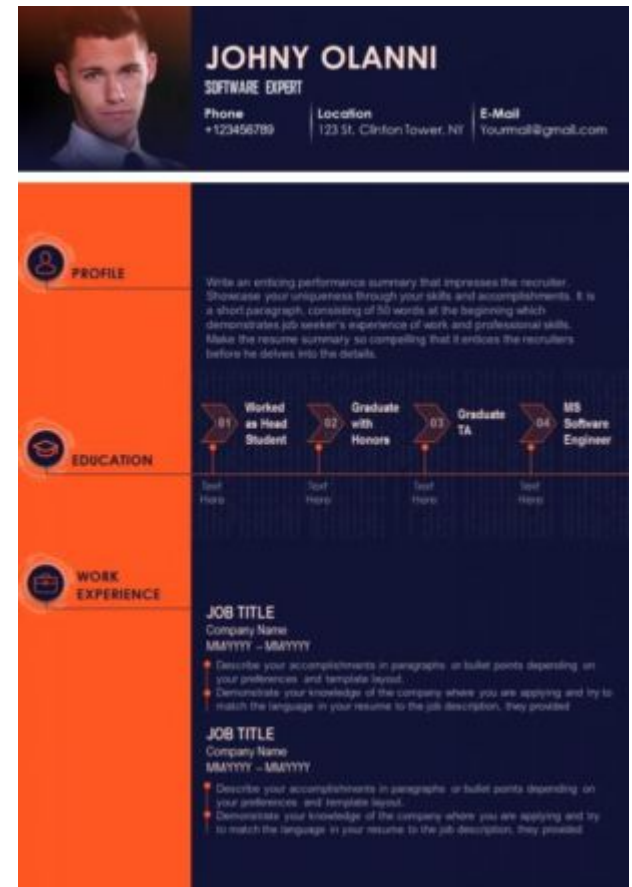 JOHNY OLANNI
SOFTWARE EXPERT
Phone
+123456789
Location
123 St, Clinton Tower, NY
E-Mail
Yourmail@gmail.com
PROFILE
Write an enticing performance summary that impresses the recruiter.
Showcase your uniqueness through your skills and accomplishments. It is
a short paragraph, consisting of 50 words at the beginning which
demonstrates job seeker's experience of work and professional skills.
Make the resume summary so compelling that it entices the recruiters
before he delves into the details.
EDUCATION
01
Worked
as Head
Student
02
Graduate
with
Honors
03
Graduate
TA
04
MS
Software
Engineer
Text
Here
Text
Here
Text
Here
Text
Here
WORK
EXPERIENCE
JOB TITLE
Company Name
MM/YYYY – MM/YYYY
Describe your accomplishments in paragraphs or bullet points depending on
your preferences and template layout.
Demonstrate your knowledge of the company where you are applying and try to
match the language in your resume to the job description, they provided
JOB TITLE
Company Name
MM/YYYY – MM/YYYY
Describe your accomplishments in paragraphs or bullet points depending on
your preferences and template layout.
Demonstrate your knowledge of the company where you are applying and try
to match the language in your resume to the job description, they provided